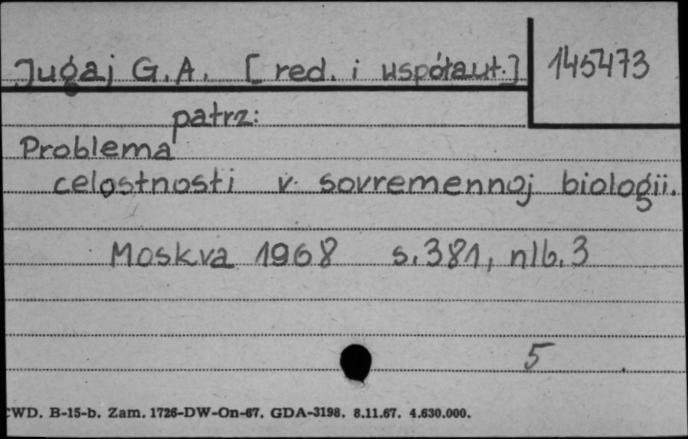 Jugaj G.A. [red. i współaut.] 145473
patrz:
Problema
celostnosti v sovremennoj biologii.
Moskva 1968 s. 381, nlb. 3
5
CWD. B-15-b. Zam. 1726-DW-On-67. GDA-3198. 8.11.67. 4.630.000.